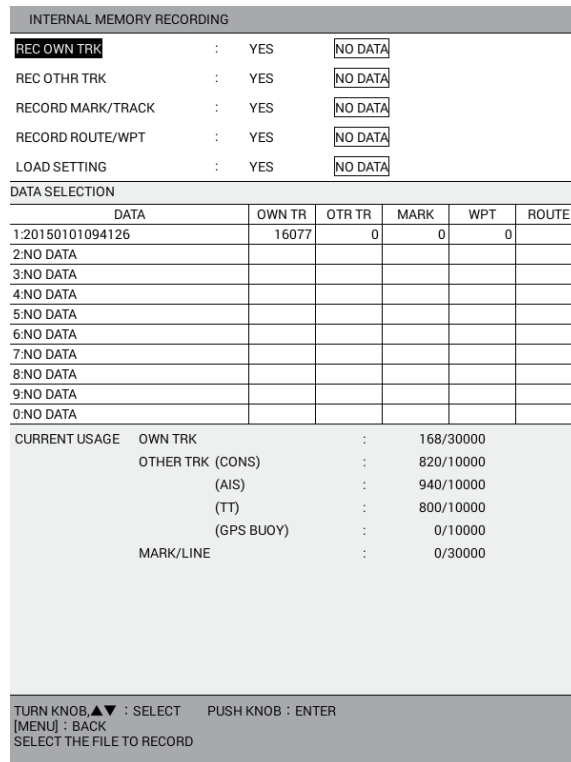 INTERNAL MEMORY RECORDING
REC OWN TRK : YES NO DATA
REC OTHR TRK : YES NO DATA
RECORD MARK/TRACK : YES NO DATA
RECORD ROUTE/WPT : YES NO DATA
LOAD SETTING : YES NO DATA
DATA SELECTION
DATA OWN TR OTR TR MARK WPT ROUTE
1:20150101094126 16077 0 0 0
2:NO DATA
3:NO DATA
4:NO DATA
5:NO DATA
6:NO DATA
7:NO DATA
8:NO DATA
9:NO DATA
0:NO DATA
CURRENT USAGE OWN TRK : 168/30000
OTHER TRK (CONS) : 820/10000
(AIS) : 940/10000
(TT) : 800/10000
(GPS BUOY) : 0/10000
MARK/LINE : 0/30000
TURN KNOB,▲▼ : SELECT PUSH KNOB : ENTER
[MENU] : BACK
SELECT THE FILE TO RECORD